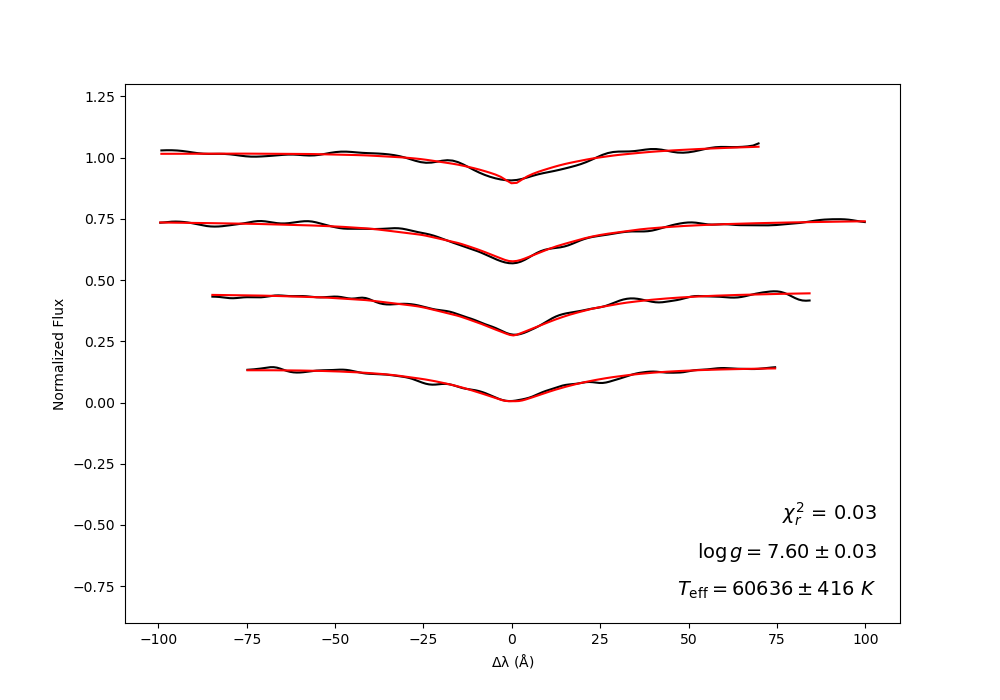 1.25
1.00
0.75
0.50
0.25
0.00
−0.25
−0.50
−0.75
Normalized Flux
χ²ᵣ = 0.03
log g = 7.60 ± 0.03
T_eff = 60636 ± 416 K
−100 −75 −50 −25 0 25 50 75 100
Δλ (Å)